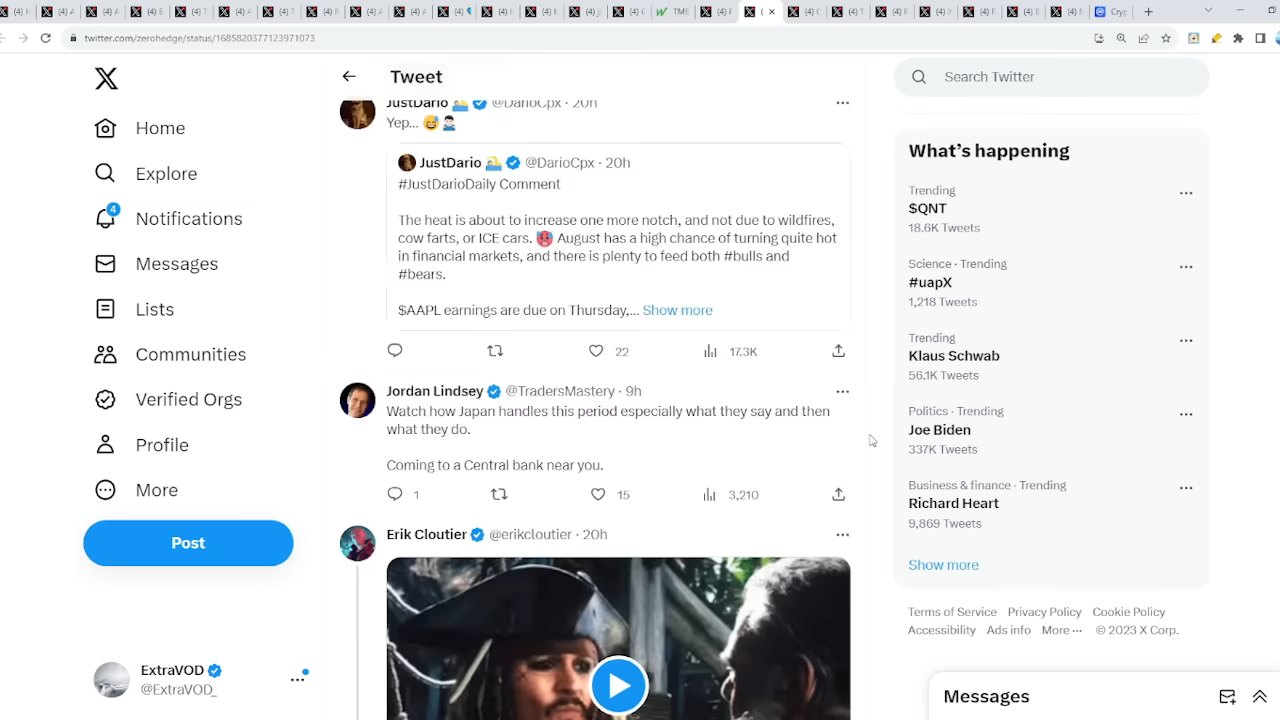 twitter.com/zerohedge/status/1685820377123971073
Tweet
Search Twitter
Home
Explore
4
Notifications
Messages
Lists
Communities
Verified Orgs
Profile
More
Post
ExtraVOD
@ExtraVOD_
JustDario @DarioCpx · 20h
Yep... 😅🤦🏻‍♂️
JustDario @DarioCpx · 20h
#JustDarioDaily Comment
The heat is about to increase one more notch, and not due to wildfires,
cow farts, or ICE cars. 🥵 August has a high chance of turning quite hot
in financial markets, and there is plenty to feed both #bulls and
#bears.
$AAPL earnings are due on Thursday,... Show more
22
17.3K
Jordan Lindsey @TradersMastery · 9h
Watch how Japan handles this period especially what they say and then
what they do.
Coming to a Central bank near you.
1
15
3,210
Erik Cloutier @erikcloutier · 20h
What's happening
Trending
$QNT
18.6K Tweets
Science · Trending
#uapX
1,218 Tweets
Trending
Klaus Schwab
56.1K Tweets
Politics · Trending
Joe Biden
337K Tweets
Business & finance · Trending
Richard Heart
9,869 Tweets
Show more
Terms of Service Privacy Policy Cookie Policy
Accessibility Ads info More ··· © 2023 X Corp.
Messages